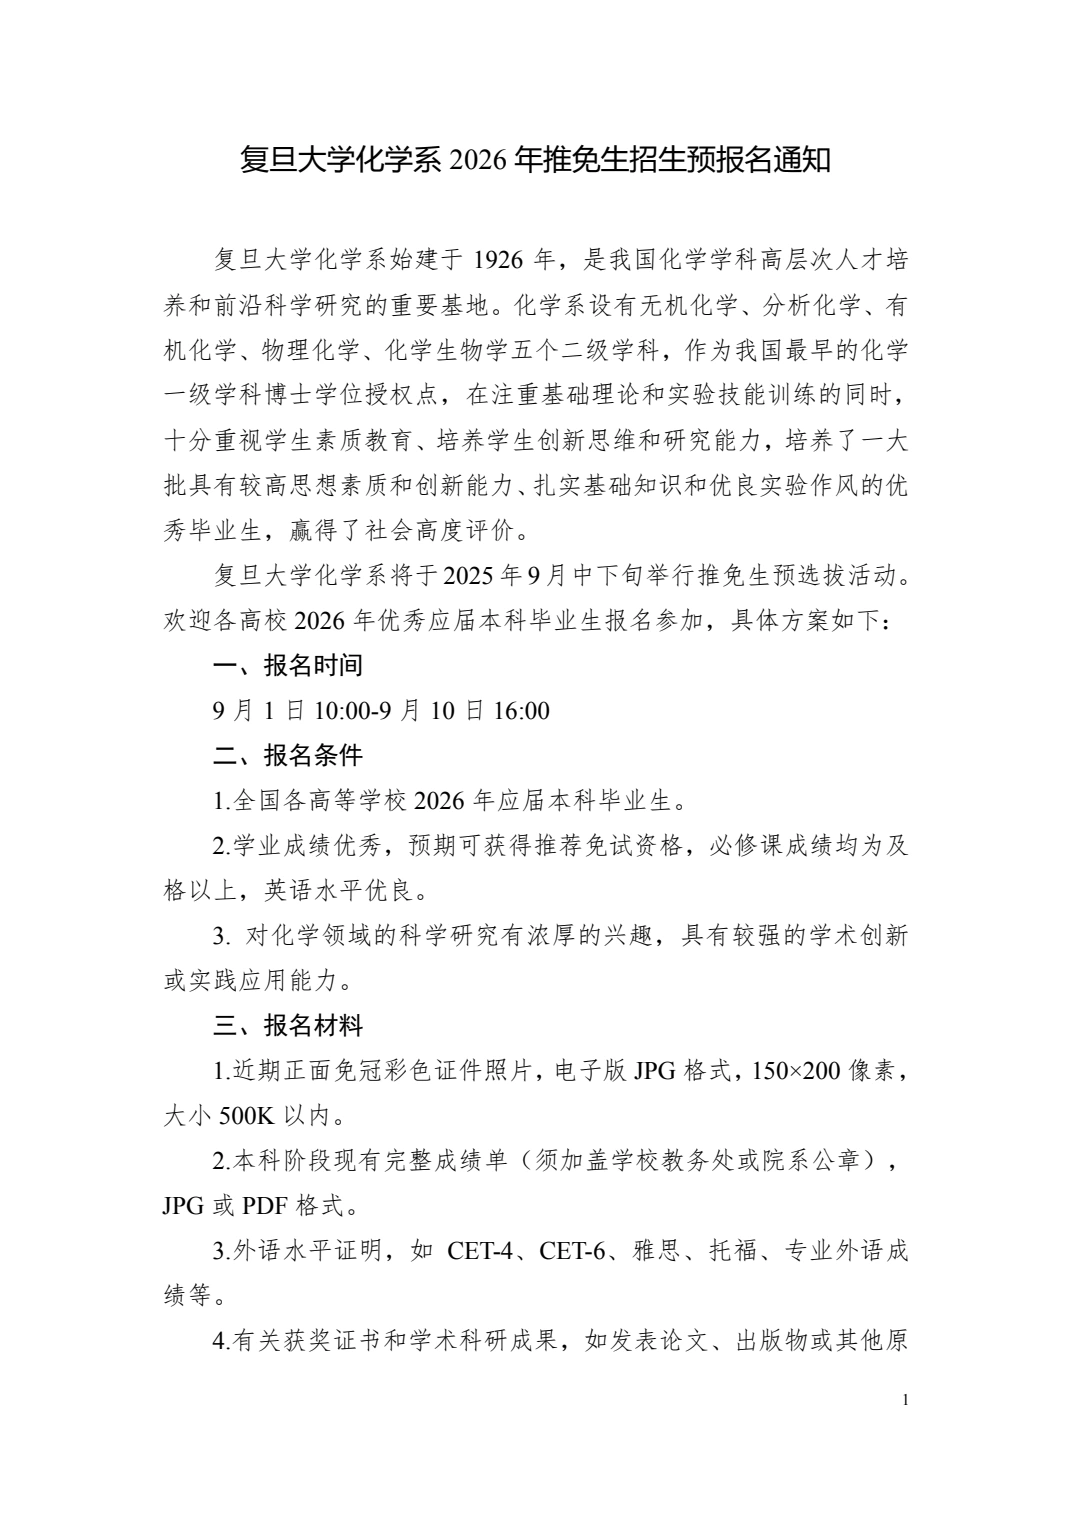 复旦大学化学系 2026 年推免生招生预报名通知
复旦大学化学系始建于 1926 年，是我国化学学科高层次人才培
养和前沿科学研究的重要基地。化学系设有无机化学、分析化学、有
机化学、物理化学、化学生物学五个二级学科，作为我国最早的化学
一级学科博士学位授权点，在注重基础理论和实验技能训练的同时，
十分重视学生素质教育、培养学生创新思维和研究能力，培养了一大
批具有较高思想素质和创新能力、扎实基础知识和优良实验作风的优
秀毕业生，赢得了社会高度评价。
复旦大学化学系将于 2025 年 9 月中下旬举行推免生预选拔活动。
欢迎各高校 2026 年优秀应届本科毕业生报名参加，具体方案如下：
一、报名时间
9 月 1 日 10:00-9 月 10 日 16:00
二、报名条件
1.全国各高等学校 2026 年应届本科毕业生。
2.学业成绩优秀，预期可获得推荐免试资格，必修课成绩均为及
格以上，英语水平优良。
3. 对化学领域的科学研究有浓厚的兴趣，具有较强的学术创新
或实践应用能力。
三、报名材料
1.近期正面免冠彩色证件照片，电子版 JPG 格式，150×200 像素，
大小 500K 以内。
2.本科阶段现有完整成绩单（须加盖学校教务处或院系公章），
JPG 或 PDF 格式。
3.外语水平证明，如 CET-4、CET-6、雅思、托福、专业外语成
绩等。
4.有关获奖证书和学术科研成果，如发表论文、出版物或其他原
1